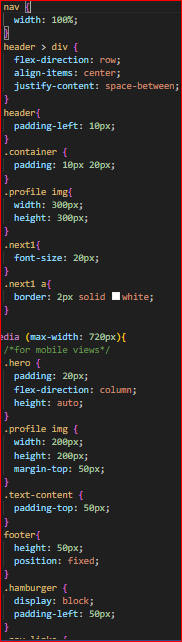 nav {
width: 100%;
}
header > div {
flex-direction: row;
align-items: center;
justify-content: space-between;
}
header{
padding-left: 10px;
}
.container {
padding: 10px 20px;
}
.profile img{
width: 300px;
height: 300px;
}
.next1{
font-size: 20px;
}
.next1 a{
border: 2px solid white;
}
edia (max-width: 720px){
/*for mobile views*/
.hero {
padding: 20px;
flex-direction: column;
height: auto;
}
.profile img {
width: 200px;
height: 200px;
margin-top: 50px;
}
.text-content {
padding-top: 50px;
}
footer{
height: 50px;
position: fixed;
}
.hamburger {
display: block;
padding-left: 50px;
}